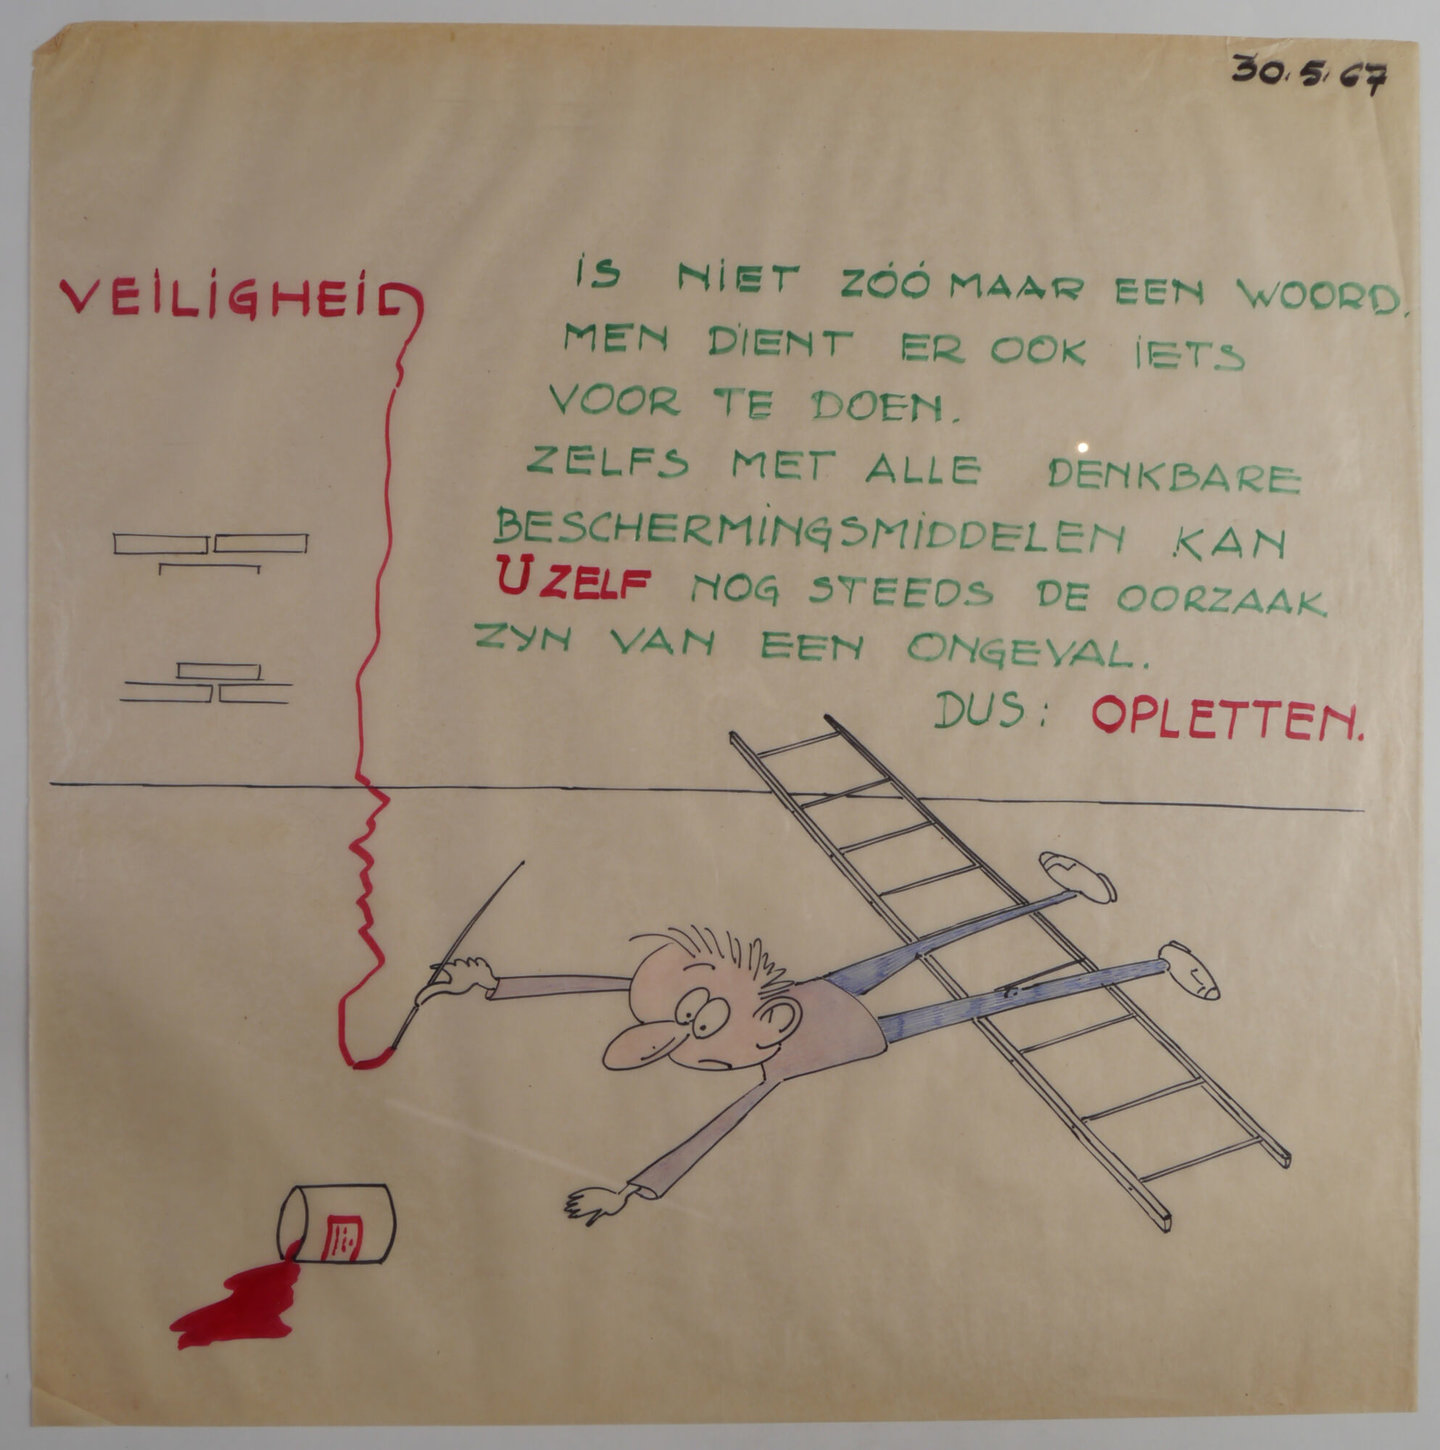 30.5.67
VEILIGHEID IS NIET ZÓÓ MAAR EEN WOORD.
MEN DIENT ER OOK IETS
VOOR TE DOEN.
ZELFS MET ALLE DENKBARE
BESCHERMINGSMIDDELEN KAN
U ZELF NOG STEEDS DE OORZAAK
ZYN VAN EEN ONGEVAL.
DUS: OPLETTEN.